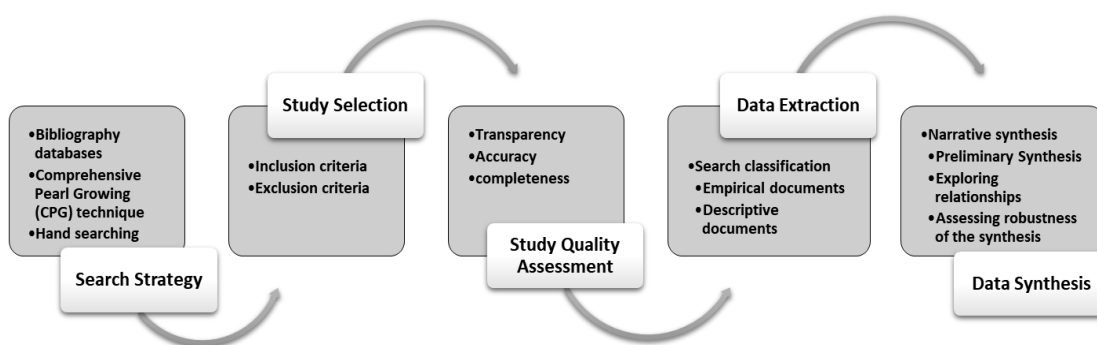 •Bibliography
databases
•Comprehensive
Pearl Growing
(CPG) technique
•Hand searching
Search Strategy
Study Selection
•Inclusion criteria
•Exclusion criteria
•Transparency
•Accuracy
•completeness
Study Quality
Assessment
Data Extraction
•Search classification
•Empirical documents
•Descriptive
documents
•Narrative synthesis
•Preliminary Synthesis
•Exploring
relationships
•Assessing robustness
of the synthesis
Data Synthesis